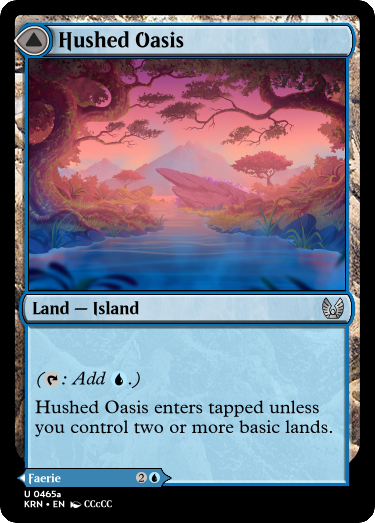 Hushed Oasis
Land — Island
(T: Add .)
Hushed Oasis enters tapped unless
you control two or more basic lands.
Faerie 2
U 0465a
KRN • EN CCcCC